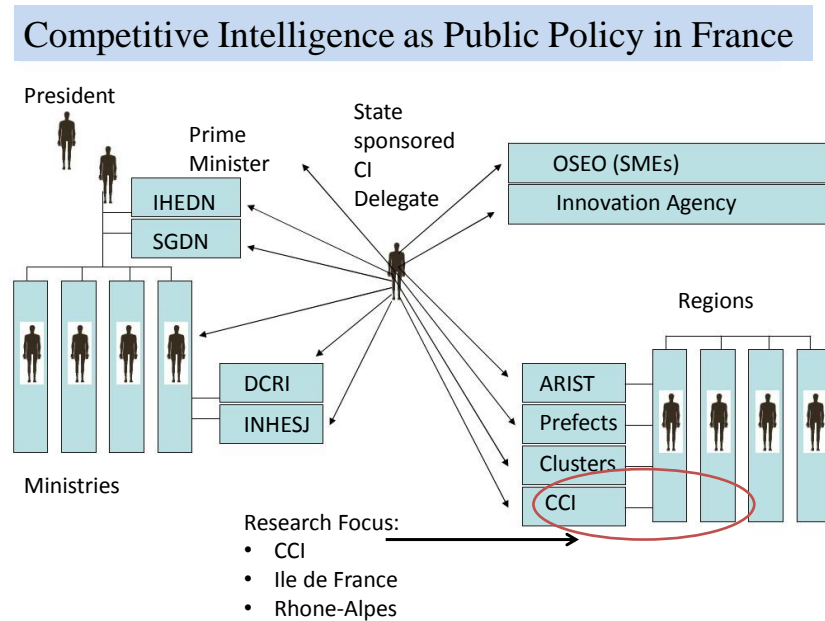 Competitive Intelligence as Public Policy in France
President
Prime
Minister
State
sponsored
CI
Delegate
IHEDN
SGDN
OSEO (SMEs)
Innovation Agency
Regions
DCRI
INHESJ
ARIST
Prefects
Clusters
CCI
Ministries
Research Focus:
• CCI
• Ile de France
• Rhone-Alpes